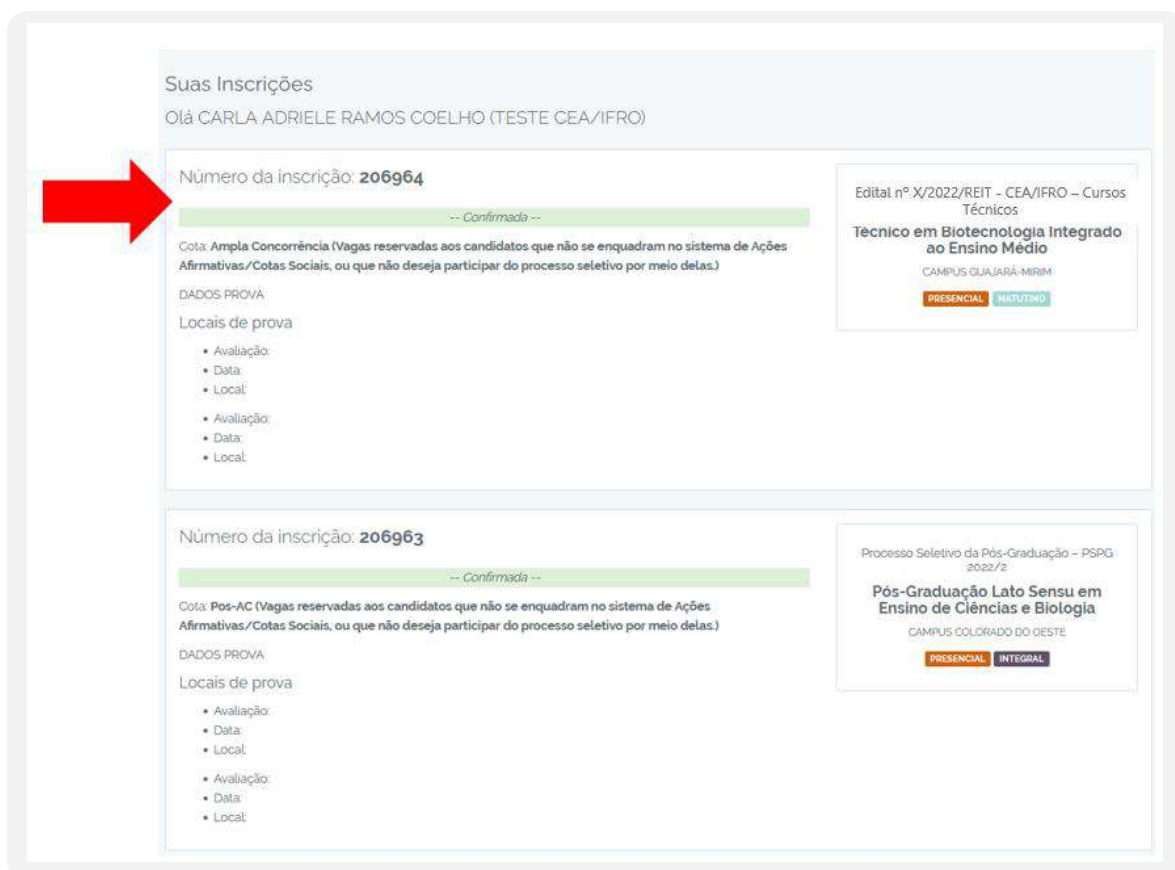 Suas Inscrições
Olá CARLA ADRIELE RAMOS COELHO (TESTE CEA/IFRO)
Número da inscrição: 206964
-- Confirmada --
Cota: Ampla Concorrência (Vagas reservadas aos candidatos que não se enquadram no sistema de Ações
Afirmativas/Cotas Sociais, ou que não deseja participar do processo seletivo por meio delas.)
DADOS PROVA
Locais de prova
• Avaliação:
• Data:
• Local:
• Avaliação:
• Data:
• Local:
Edital nº X/2022/REIT - CEA/IFRO – Cursos
Técnicos
Técnico em Biotecnologia Integrado
ao Ensino Médio
CAMPUS GUAJARÁ-MIRIM
PRESENCIAL MATUTINO
Número da inscrição: 206963
-- Confirmada --
Cota: Pos-AC (Vagas reservadas aos candidatos que não se enquadram no sistema de Ações
Afirmativas/Cotas Sociais, ou que não deseja participar do processo seletivo por meio delas.)
DADOS PROVA
Locais de prova
• Avaliação:
• Data:
• Local:
• Avaliação:
• Data:
• Local:
Processo Seletivo da Pós-Graduação – PSPG
2022/2
Pós-Graduação Lato Sensu em
Ensino de Ciências e Biologia
CAMPUS COLORADO DO OESTE
PRESENCIAL INTEGRAL